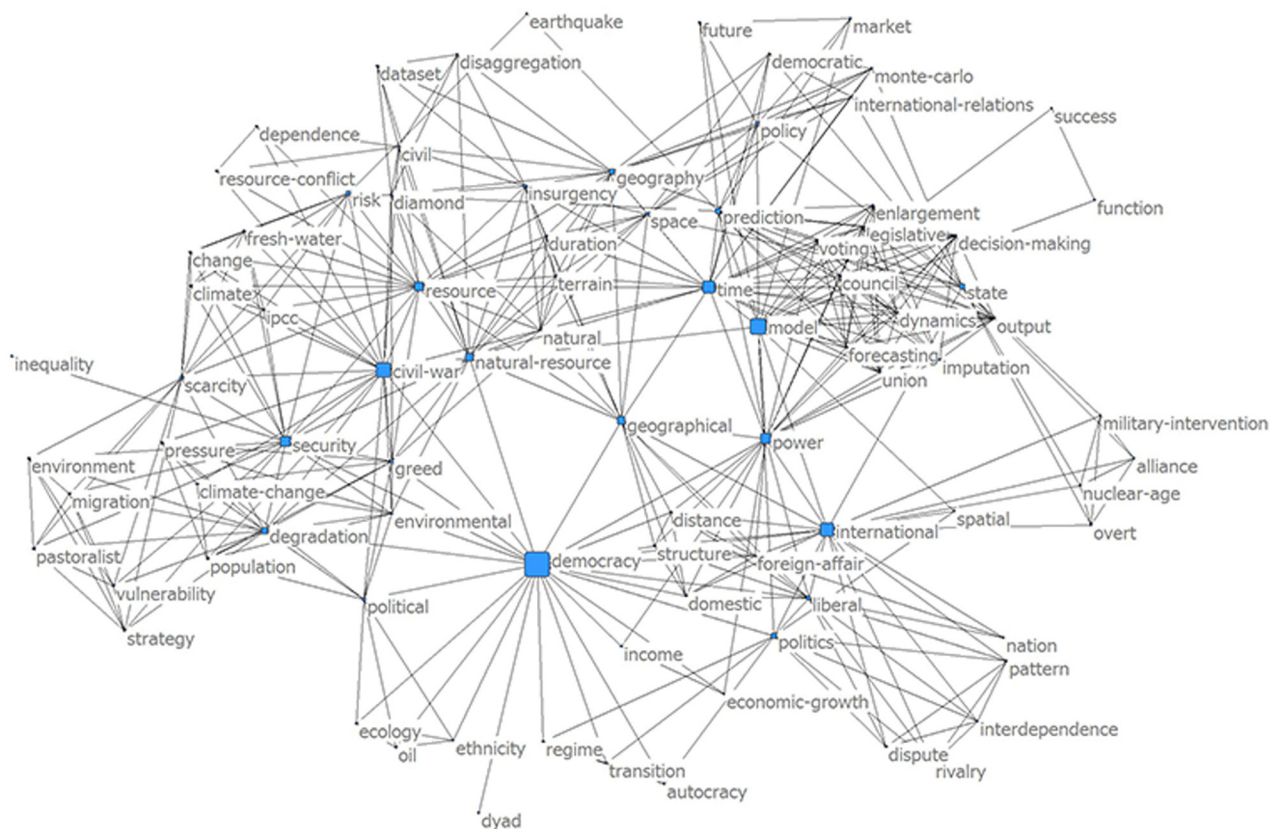 earthquake
future
market
disaggregation
democratic
dataset
monte-carlo
international-relations
success
dependence
policy
civil
resource-conflict
geography
risk
diamond
insurgency
function
space
prediction
enlargement
legislative
fresh-water
duration
voting
decision-making
change
climate
resource
terrain
time
council
state
ipcc
dynamics
output
natural
model
inequality
scarcity
civil-war
natural-resource
forecasting
imputation
union
geographical
power
military-intervention
pressure
security
environment
greed
alliance
migration
climate-change
nuclear-age
environmental
distance
spatial
degradation
international
overt
pastoralist
population
democracy
structure
foreign-affair
vulnerability
political
domestic
liberal
strategy
income
politics
nation
pattern
economic-growth
ecology
oil
ethnicity
regime
interdependence
dispute
transition
rivalry
autocracy
dyad